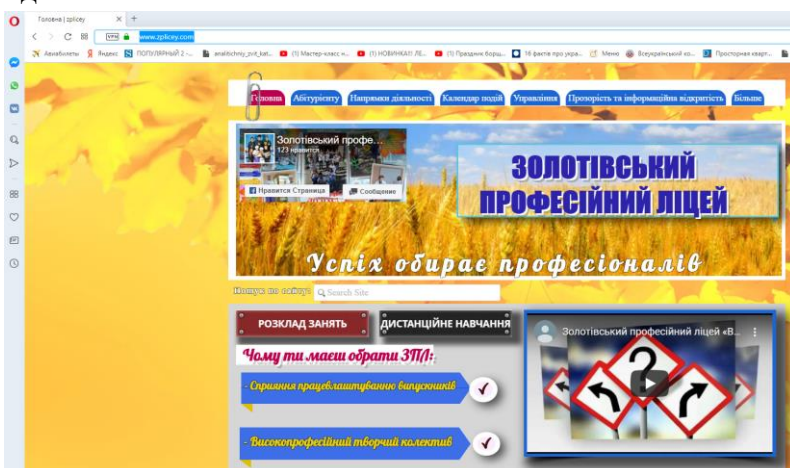 Головна | zplicey
VPN
www.zplicey.com
Авиабилеты
Яндекс
ПОПУЛЯРНЫЙ 2 -...
analitichniy_zvit_kat...
(1) Мастер-класс н...
(1) НОВИНКА!!! ЛЕ...
(1) Праздник борщ...
16 фактів про укра...
Меню
Всеукраїнський ко...
Просторная кварт...
Головна
Абітурієнту
Напрямки діяльності
Календар подій
Управління
Прозорість та інформаційна відкритість
Більше
Золотівський профе...
123 нравится
Нравится Страница
Сообщение
ЗОЛОТІВСЬКИЙ
ПРОФЕСІЙНИЙ ЛІЦЕЙ
Успіх обирає професіоналів
Пошук по сайту:
Search Site
РОЗКЛАД ЗАНЯТЬ
ДИСТАНЦІЙНЕ НАВЧАННЯ
Чому ти маєш обрати ЗПЛ:
- Сприяння працевлаштуванню випускників
- Високопрофесійний творчий колектив
Золотівський професійний ліцей «В...
?